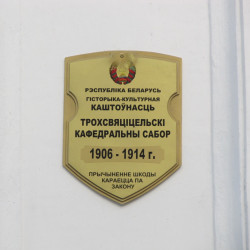 РЭСПУБЛІКА БЕЛАРУСЬ
ГІСТОРЫКА-КУЛЬТУРНАЯ
КАШТОЎНАСЦЬ
ТРОХСВЯЦІЦЕЛЬСКІ
КАФЕДРАЛЬНЫ САБОР
1906 - 1914 г.
ПРЫЧЫНЕННЕ ШКОДЫ
КАРАЕЦЦА ПА
ЗАКОНУ